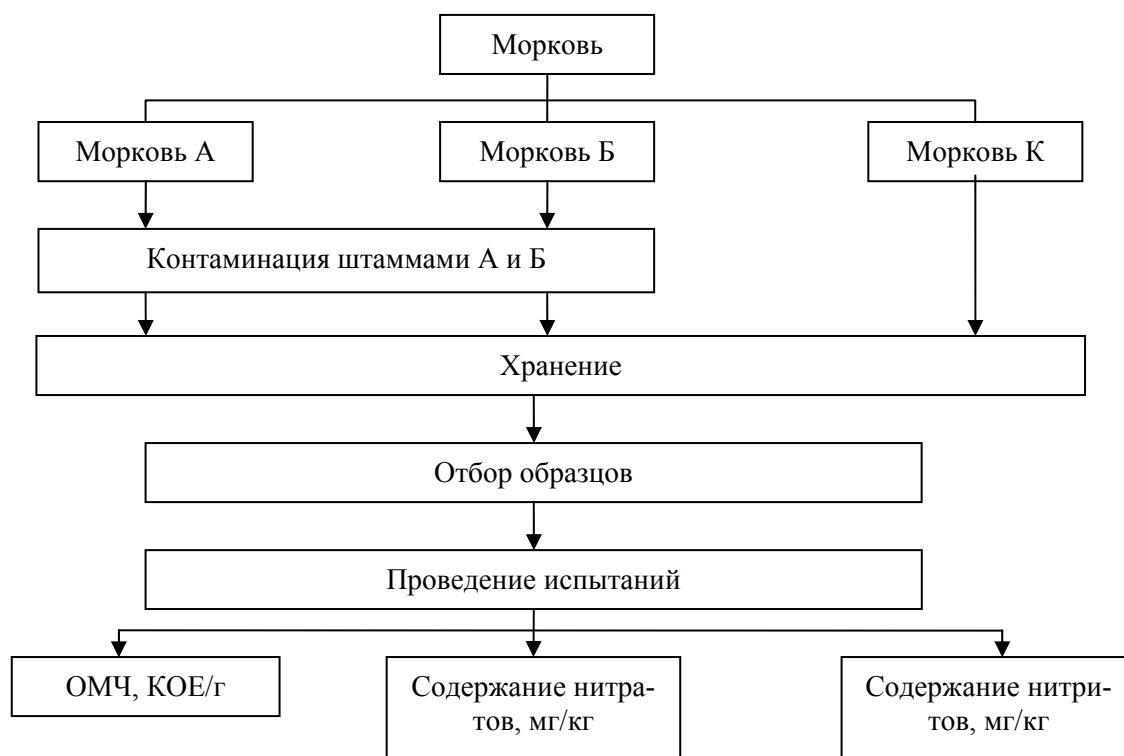 Морковь
Морковь А
Морковь Б
Морковь К
Контаминация штаммами А и Б
Хранение
Отбор образцов
Проведение испытаний
ОМЧ, КОЕ/г
Содержание нитра-
тов, мг/кг
Содержание нитри-
тов, мг/кг